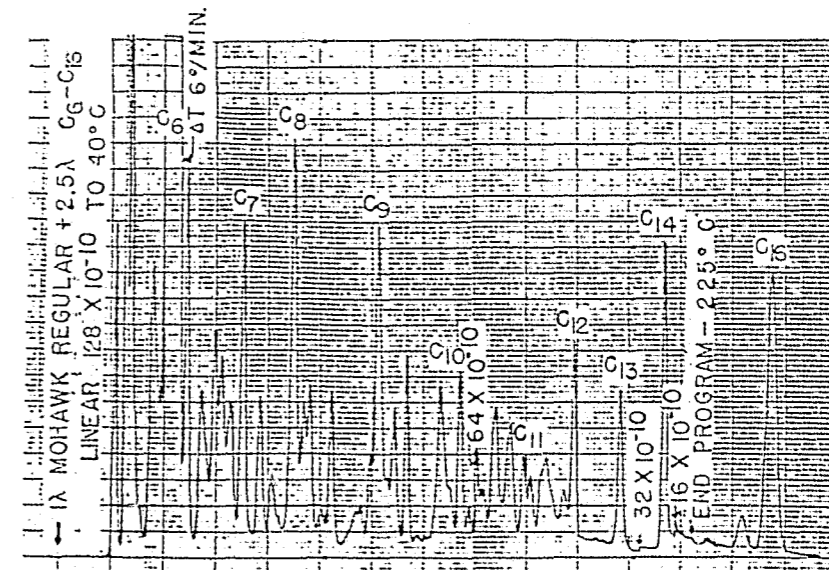 1λ MOHAWK REGULAR + 2.5λ C6-C15
LINEAR 128 X 10-10 TO 40°C
C6
ΔT 6°/MIN.
C7
C8
C9
C10
64 X 10-10
C11
C12
C13
32 X 10-10
C14
16 X 10-10
END PROGRAM - 225° C
C15